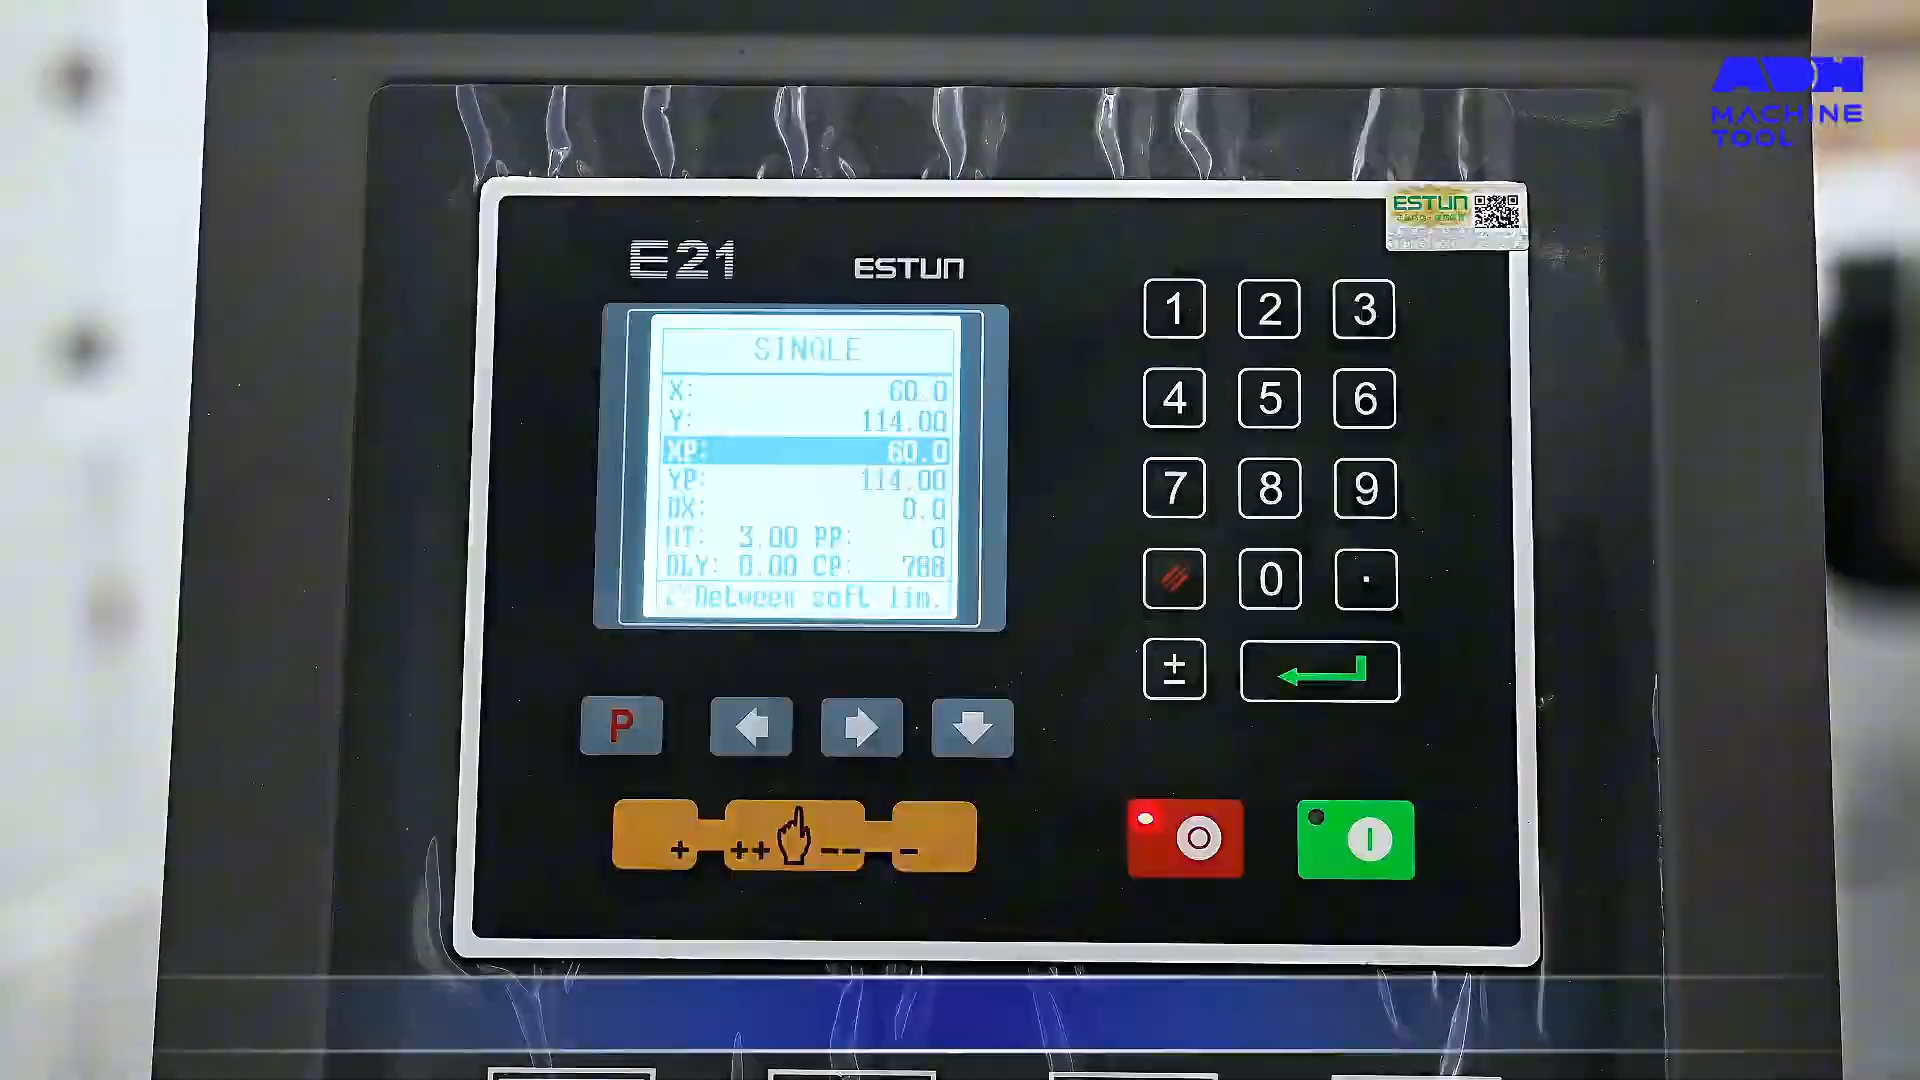 ADH
MACHINE
TOOL
ESTUN
E21 ESTUN
SINGLE
X: 60.0
Y: 114.00
XP: 60.0
YP: 114.00
DX: 0.0
HT: 3.00 PP: 0
DLY: 0.00 CP: 788
Between soft lim.
1 2 3
4 5 6
7 8 9
0 .
±
P
+ ++ -- -